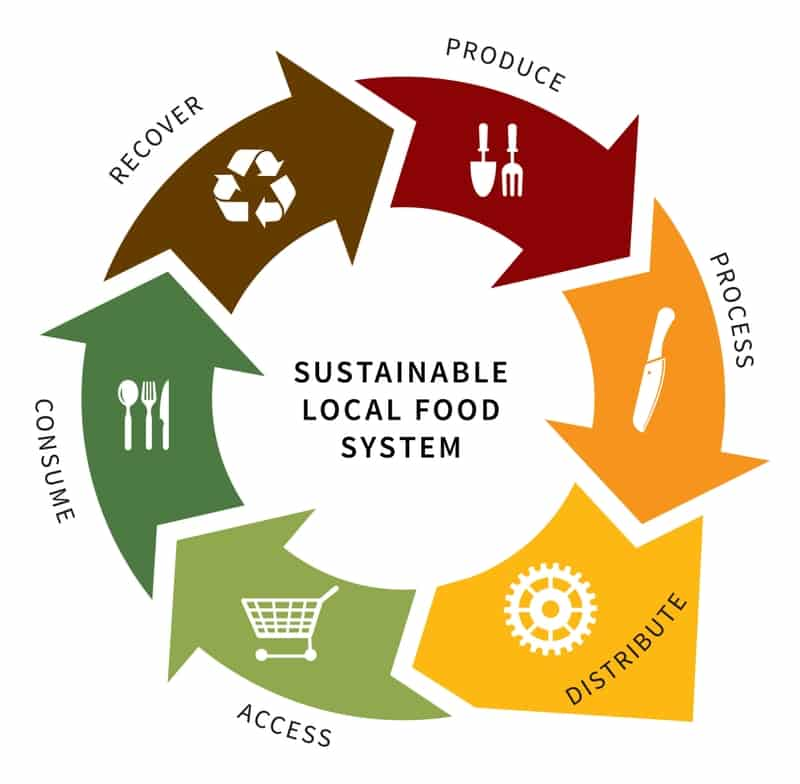 PRODUCE
PROCESS
DISTRIBUTE
ACCESS
CONSUME
RECOVER
SUSTAINABLE
LOCAL FOOD
SYSTEM